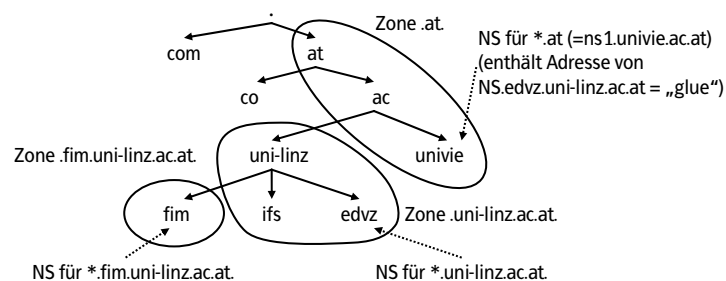 .
Zone .at.
com
at
NS für *.at (=ns1.univie.ac.at)
(enthält Adresse von
NS.edvz.uni-linz.ac.at = „glue“)
co
ac
Zone .fim.uni-linz.ac.at.
uni-linz
univie
fim
ifs
edvz
Zone .uni-linz.ac.at.
NS für *.fim.uni-linz.ac.at.
NS für *.uni-linz.ac.at.